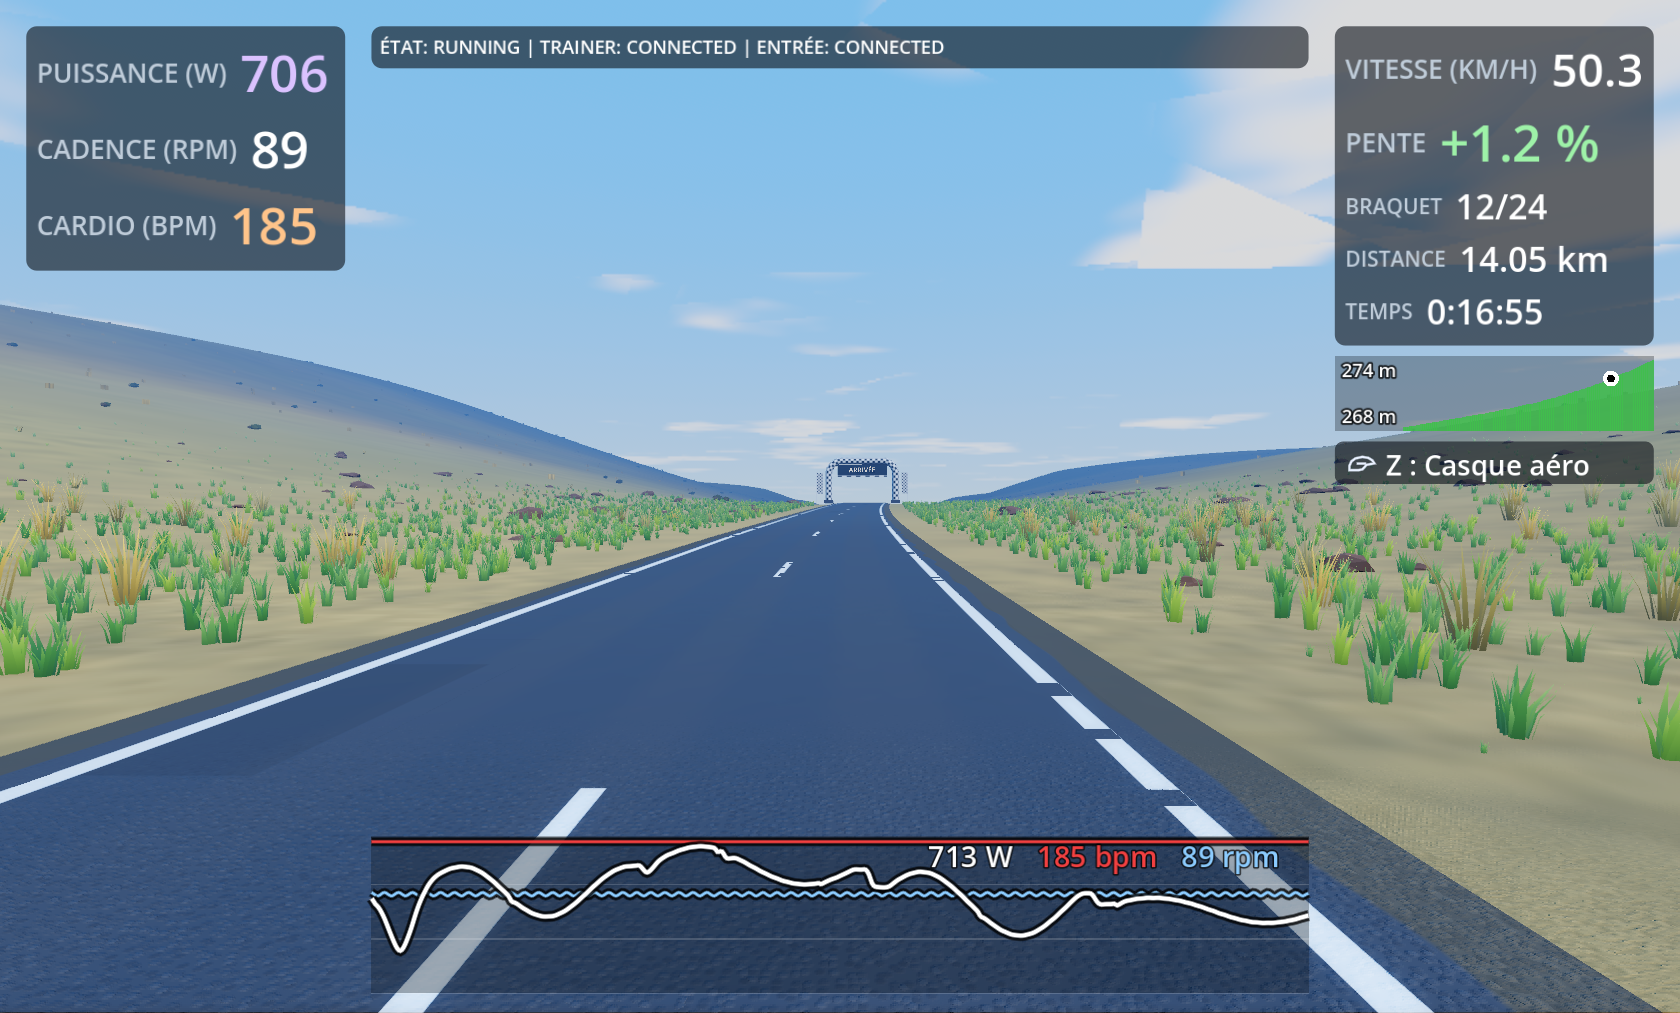 PUISSANCE (W) 706
CADENCE (RPM) 89
CARDIO (BPM) 185
ÉTAT: RUNNING | TRAINER: CONNECTED | ENTRÉE: CONNECTED
VITESSE (KM/H) 50.3
PENTE +1.2 %
BRAQUET 12/24
DISTANCE 14.05 km
TEMPS 0:16:55
274 m
268 m
Z : Casque aéro
ARRIVÉE
713 W 185 bpm 89 rpm